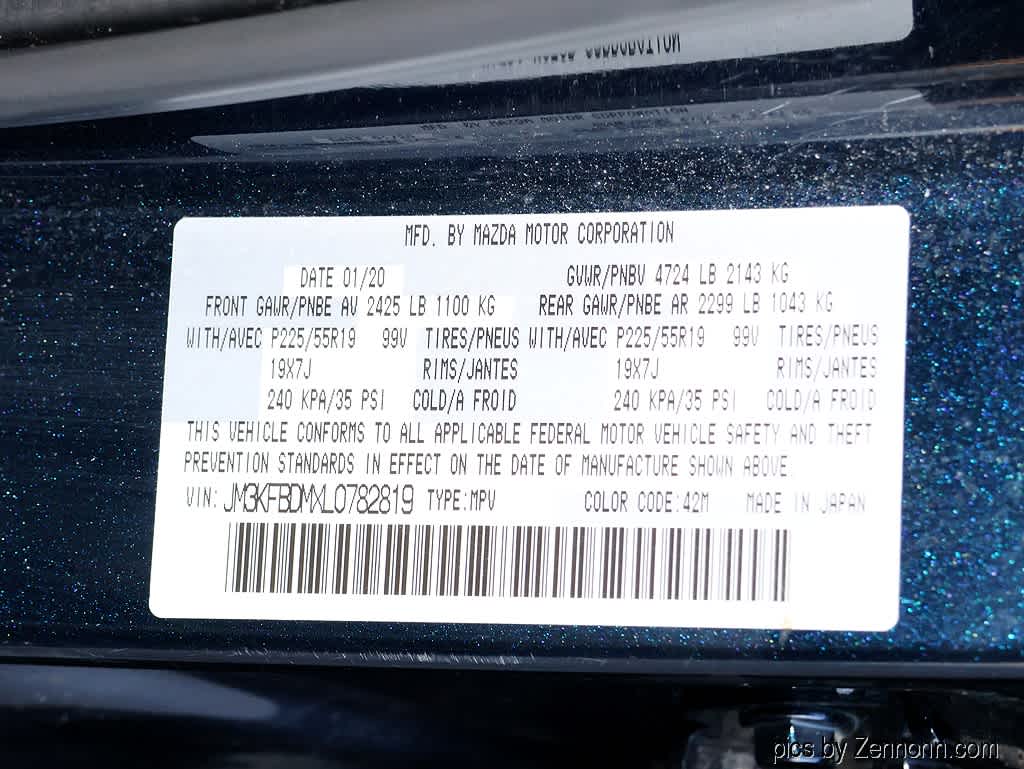 MFD. BY MAZDA MOTOR CORPORATION
DATE 01/20 GVWR/PNBV 4724 LB 2143 KG
FRONT GAWR/PNBE AV 2425 LB 1100 KG REAR GAWR/PNBE AR 2299 LB 1043 KG
WITH/AVEC P225/55R19 99V TIRES/PNEUS WITH/AVEC P225/55R19 99V TIRES/PNEUS
19X7J RIMS/JANTES 19X7J RIMS/JANTES
240 KPA/35 PSI COLD/A FROID 240 KPA/35 PSI COLD/A FROID
THIS VEHICLE CONFORMS TO ALL APPLICABLE FEDERAL MOTOR VEHICLE SAFETY AND THEFT
PREVENTION STANDARDS IN EFFECT ON THE DATE OF MANUFACTURE SHOWN ABOVE
VIN: JM3KFBDMXL0782819 TYPE:MPV COLOR CODE:42M MADE IN JAPAN
pics by Zennorin.com